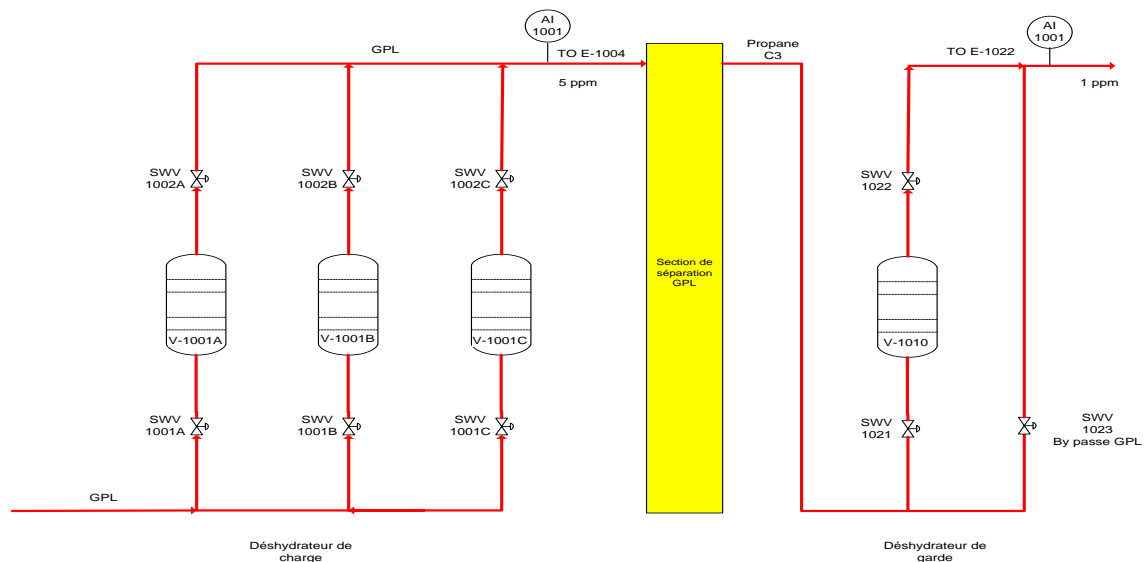 AI
1001
GPL
TO E-1004
5 ppm
Propane
C3
AI
1001
TO E-1022
1 ppm
SWV
1002A
SWV
1002B
SWV
1002C
SWV
1022
Section de
séparation
GPL
V-1001A
V-1001B
V-1001C
V-1010
SWV
1001A
SWV
1001B
SWV
1001C
SWV
1021
SWV
1023
By passe GPL
GPL
Déshydrateur de
charge
Déshydrateur de
garde